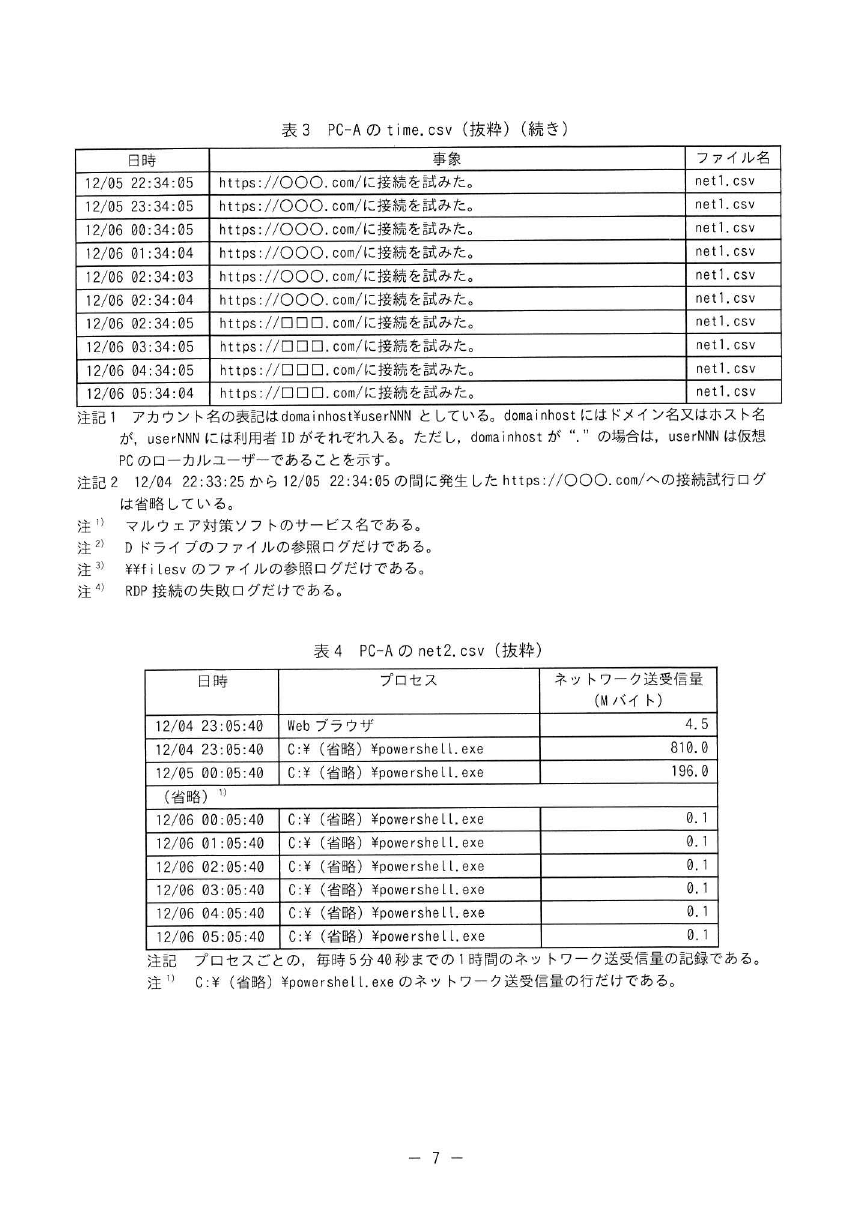 表3 PC-A の time.csv（抜粋）（続き）
日時 事象 ファイル名
12/05 22:34:05 https://○○○.com/に接続を試みた。 net1.csv
12/05 23:34:05 https://○○○.com/に接続を試みた。 net1.csv
12/06 00:34:05 https://○○○.com/に接続を試みた。 net1.csv
12/06 01:34:04 https://○○○.com/に接続を試みた。 net1.csv
12/06 02:34:03 https://○○○.com/に接続を試みた。 net1.csv
12/06 02:34:04 https://○○○.com/に接続を試みた。 net1.csv
12/06 02:34:05 https://□□□.com/に接続を試みた。 net1.csv
12/06 03:34:05 https://□□□.com/に接続を試みた。 net1.csv
12/06 04:34:05 https://□□□.com/に接続を試みた。 net1.csv
12/06 05:34:04 https://□□□.com/に接続を試みた。 net1.csv
注記1 アカウント名の表記は domainhost¥userNNN としている。domainhost にはドメイン名又はホスト名
が，userNNN には利用者 ID がそれぞれ入る。ただし，domainhost が “.” の場合は，userNNN は仮想
PC のローカルユーザーであることを示す。
注記2 12/04 22:33:25 から 12/05 22:34:05 の間に発生した https://○○○.com/への接続試行ログ
は省略している。
注1) マルウェア対策ソフトのサービス名である。
注2) D ドライブのファイルの参照ログだけである。
注3) ¥¥filesv のファイルの参照ログだけである。
注4) RDP 接続の失敗ログだけである。
表4 PC-A の net2.csv（抜粋）
日時 プロセス ネットワーク送受信量
（M バイト）
12/04 23:05:40 Web ブラウザ 4.5
12/04 23:05:40 C:¥（省略）¥powershell.exe 810.0
12/05 00:05:40 C:¥（省略）¥powershell.exe 196.0
（省略）1)
12/06 00:05:40 C:¥（省略）¥powershell.exe 0.1
12/06 01:05:40 C:¥（省略）¥powershell.exe 0.1
12/06 02:05:40 C:¥（省略）¥powershell.exe 0.1
12/06 03:05:40 C:¥（省略）¥powershell.exe 0.1
12/06 04:05:40 C:¥（省略）¥powershell.exe 0.1
12/06 05:05:40 C:¥（省略）¥powershell.exe 0.1
注記 プロセスごとの，毎時5分40秒までの1時間のネットワーク送受信量の記録である。
注1) C:¥（省略）¥powershell.exe のネットワーク送受信量の行だけである。
－ 7 －